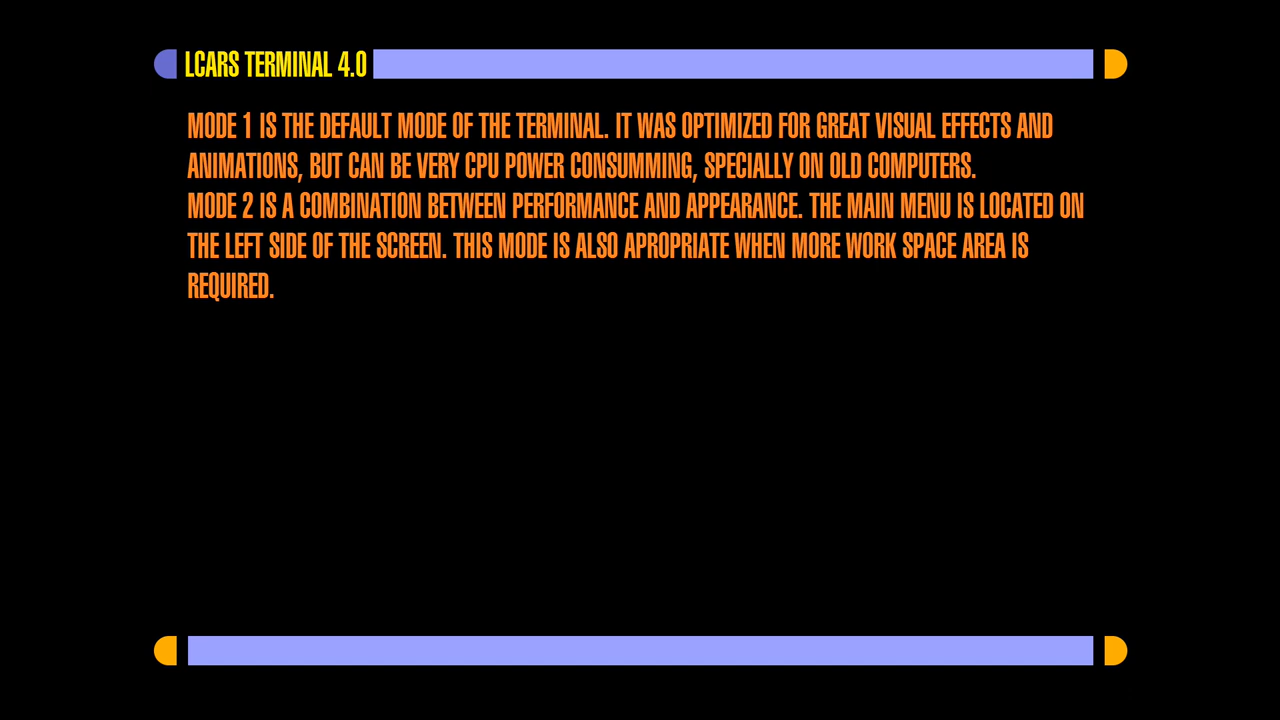 LCARS TERMINAL 4.0
MODE 1 IS THE DEFAULT MODE OF THE TERMINAL. IT WAS OPTIMIZED FOR GREAT VISUAL EFFECTS AND
ANIMATIONS, BUT CAN BE VERY CPU POWER CONSUMMING, SPECIALLY ON OLD COMPUTERS.
MODE 2 IS A COMBINATION BETWEEN PERFORMANCE AND APPEARANCE. THE MAIN MENU IS LOCATED ON
THE LEFT SIDE OF THE SCREEN. THIS MODE IS ALSO APROPRIATE WHEN MORE WORK SPACE AREA IS
REQUIRED.